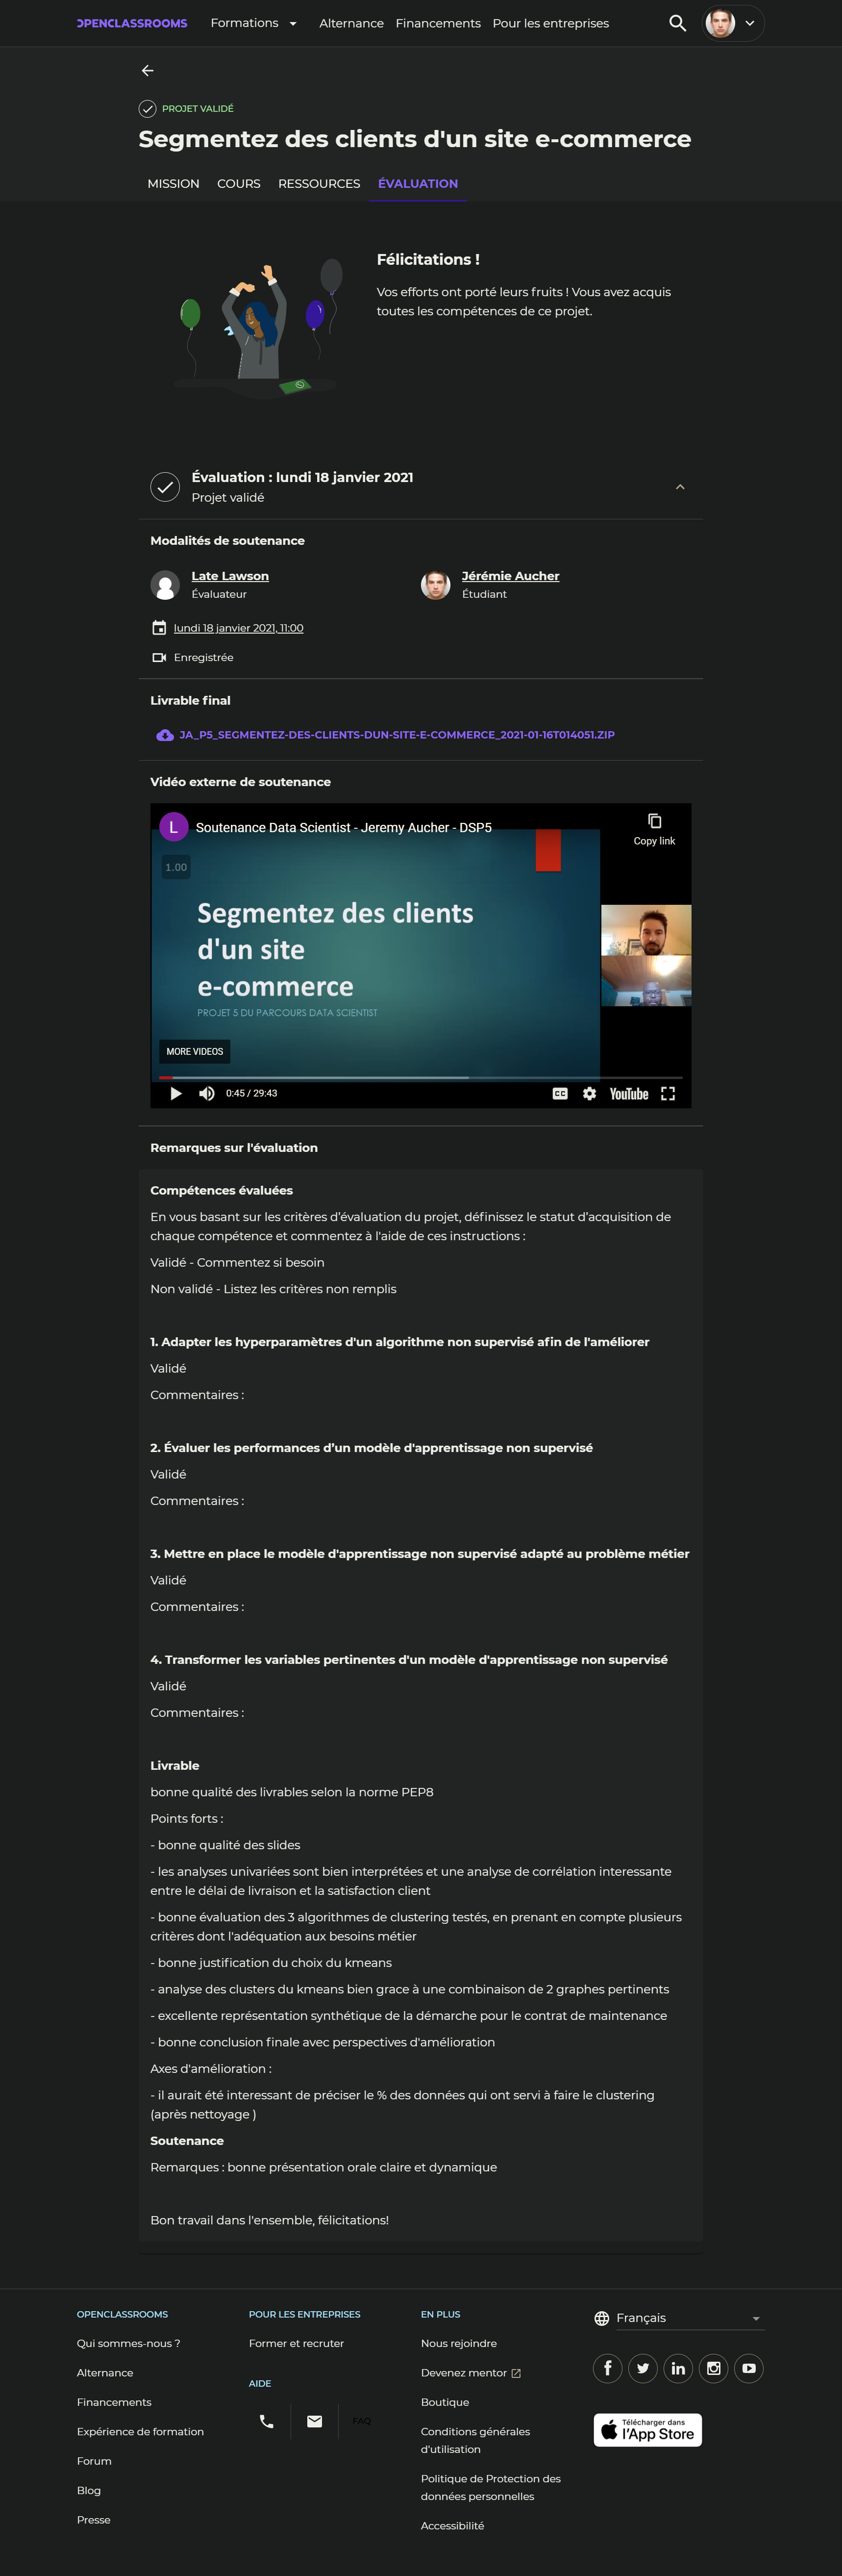 OPENCLASSROOMS
Formations
Alternance
Financements
Pour les entreprises
PROJET VALIDÉ
Segmentez des clients d'un site e-commerce
MISSION
COURS
RESSOURCES
ÉVALUATION
Félicitations !
Vos efforts ont porté leurs fruits ! Vous avez acquis
toutes les compétences de ce projet.
Évaluation : lundi 18 janvier 2021
Projet validé
Modalités de soutenance
Late Lawson
Évaluateur
Jérémie Aucher
Étudiant
lundi 18 janvier 2021, 11:00
Enregistrée
Livrable final
JA_P5_SEGMENTEZ-DES-CLIENTS-DUN-SITE-E-COMMERCE_2021-01-16T014051.ZIP
Vidéo externe de soutenance
L
Soutenance Data Scientist - Jeremy Aucher - DSP5
Copy link
1.00
Segmentez des clients
d'un site
e-commerce
PROJET 5 DU PARCOURS DATA SCIENTIST
MORE VIDEOS
0:45 / 29:43
CC
YouTube
Remarques sur l'évaluation
Compétences évaluées
En vous basant sur les critères d’évaluation du projet, définissez le statut d’acquisition de
chaque compétence et commentez à l'aide de ces instructions :
Validé - Commentez si besoin
Non validé - Listez les critères non remplis
1. Adapter les hyperparamètres d'un algorithme non supervisé afin de l'améliorer
Validé
Commentaires :
2. Évaluer les performances d’un modèle d'apprentissage non supervisé
Validé
Commentaires :
3. Mettre en place le modèle d'apprentissage non supervisé adapté au problème métier
Validé
Commentaires :
4. Transformer les variables pertinentes d'un modèle d'apprentissage non supervisé
Validé
Commentaires :
Livrable
bonne qualité des livrables selon la norme PEP8
Points forts :
- bonne qualité des slides
- les analyses univariées sont bien interprétées et une analyse de corrélation interessante
entre le délai de livraison et la satisfaction client
- bonne évaluation des 3 algorithmes de clustering testés, en prenant en compte plusieurs
critères dont l'adéquation aux besoins métier
- bonne justification du choix du kmeans
- analyse des clusters du kmeans bien grace à une combinaison de 2 graphes pertinents
- excellente représentation synthétique de la démarche pour le contrat de maintenance
- bonne conclusion finale avec perspectives d'amélioration
Axes d'amélioration :
- il aurait été interessant de préciser le % des données qui ont servi à faire le clustering
(après nettoyage )
Soutenance
Remarques : bonne présentation orale claire et dynamique
Bon travail dans l'ensemble, félicitations!
OPENCLASSROOMS
Qui sommes-nous ?
Alternance
Financements
Expérience de formation
Forum
Blog
Presse
POUR LES ENTREPRISES
Former et recruter
AIDE
FAQ
EN PLUS
Nous rejoindre
Devenez mentor
Boutique
Conditions générales
d'utilisation
Politique de Protection des
données personnelles
Accessibilité
Français
Télécharger dans
l'App Store